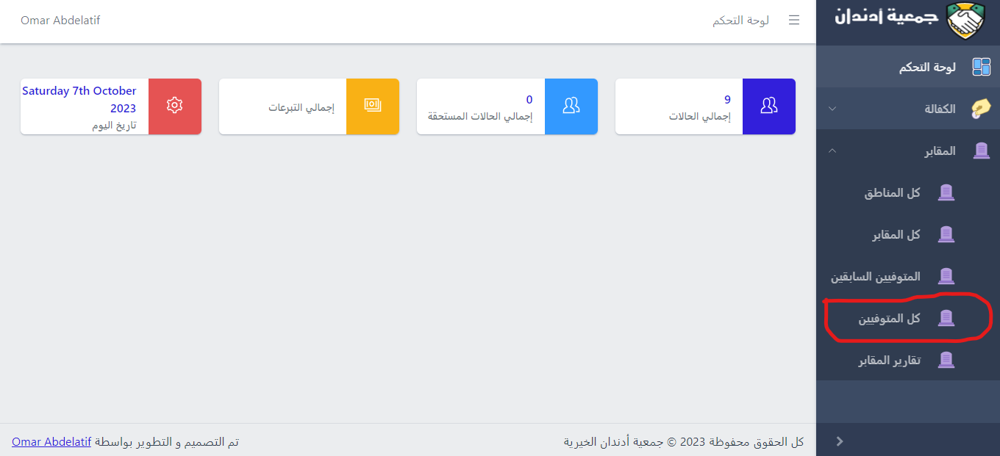 جمعية أدندان
لوحة التحكم
الكفالة
المقابر
كل المناطق
كل المقابر
المتوفيين السابقين
كل المتوفيين
تقارير المقابر
لوحة التحكم
Omar Abdelatif
9
إجمالي الحالات
0
إجمالي الحالات المستحقة
إجمالي التبرعات
Saturday 7th October
2023
تاريخ اليوم
كل الحقوق محفوظة 2023 © جمعية أدندان الخيرية
تم التصميم و التطوير بواسطة Omar Abdelatif